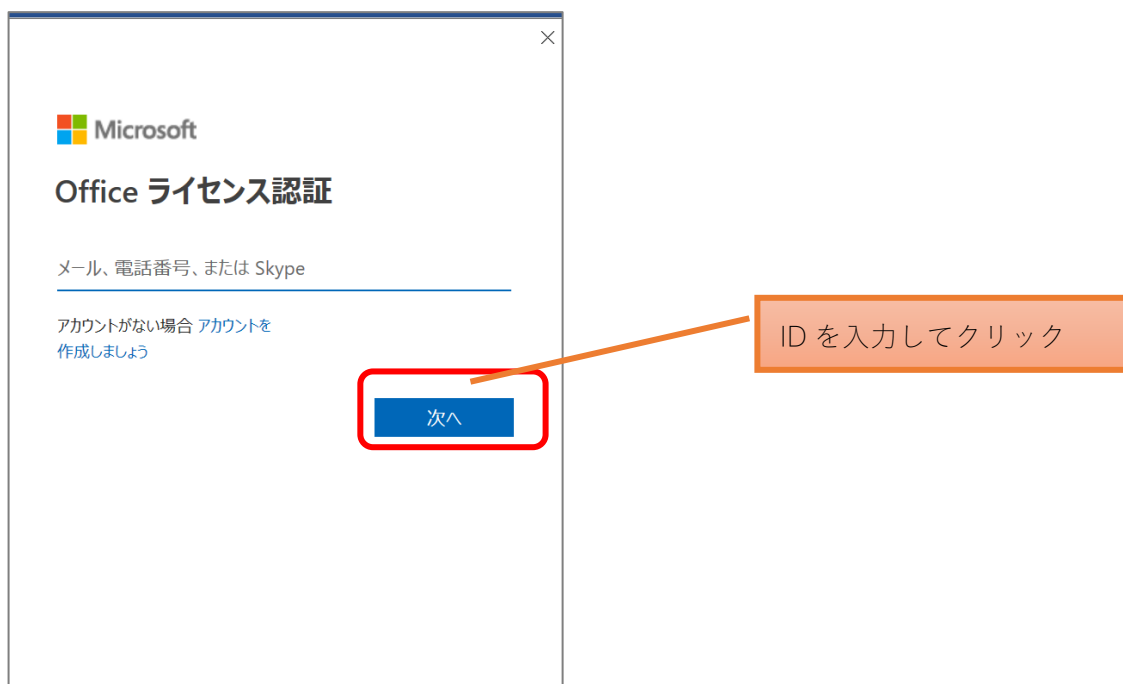 Microsoft
Office ライセンス認証
メール、電話番号、または Skype
アカウントがない場合 アカウントを
作成しましょう
次へ
ID を入力してクリック